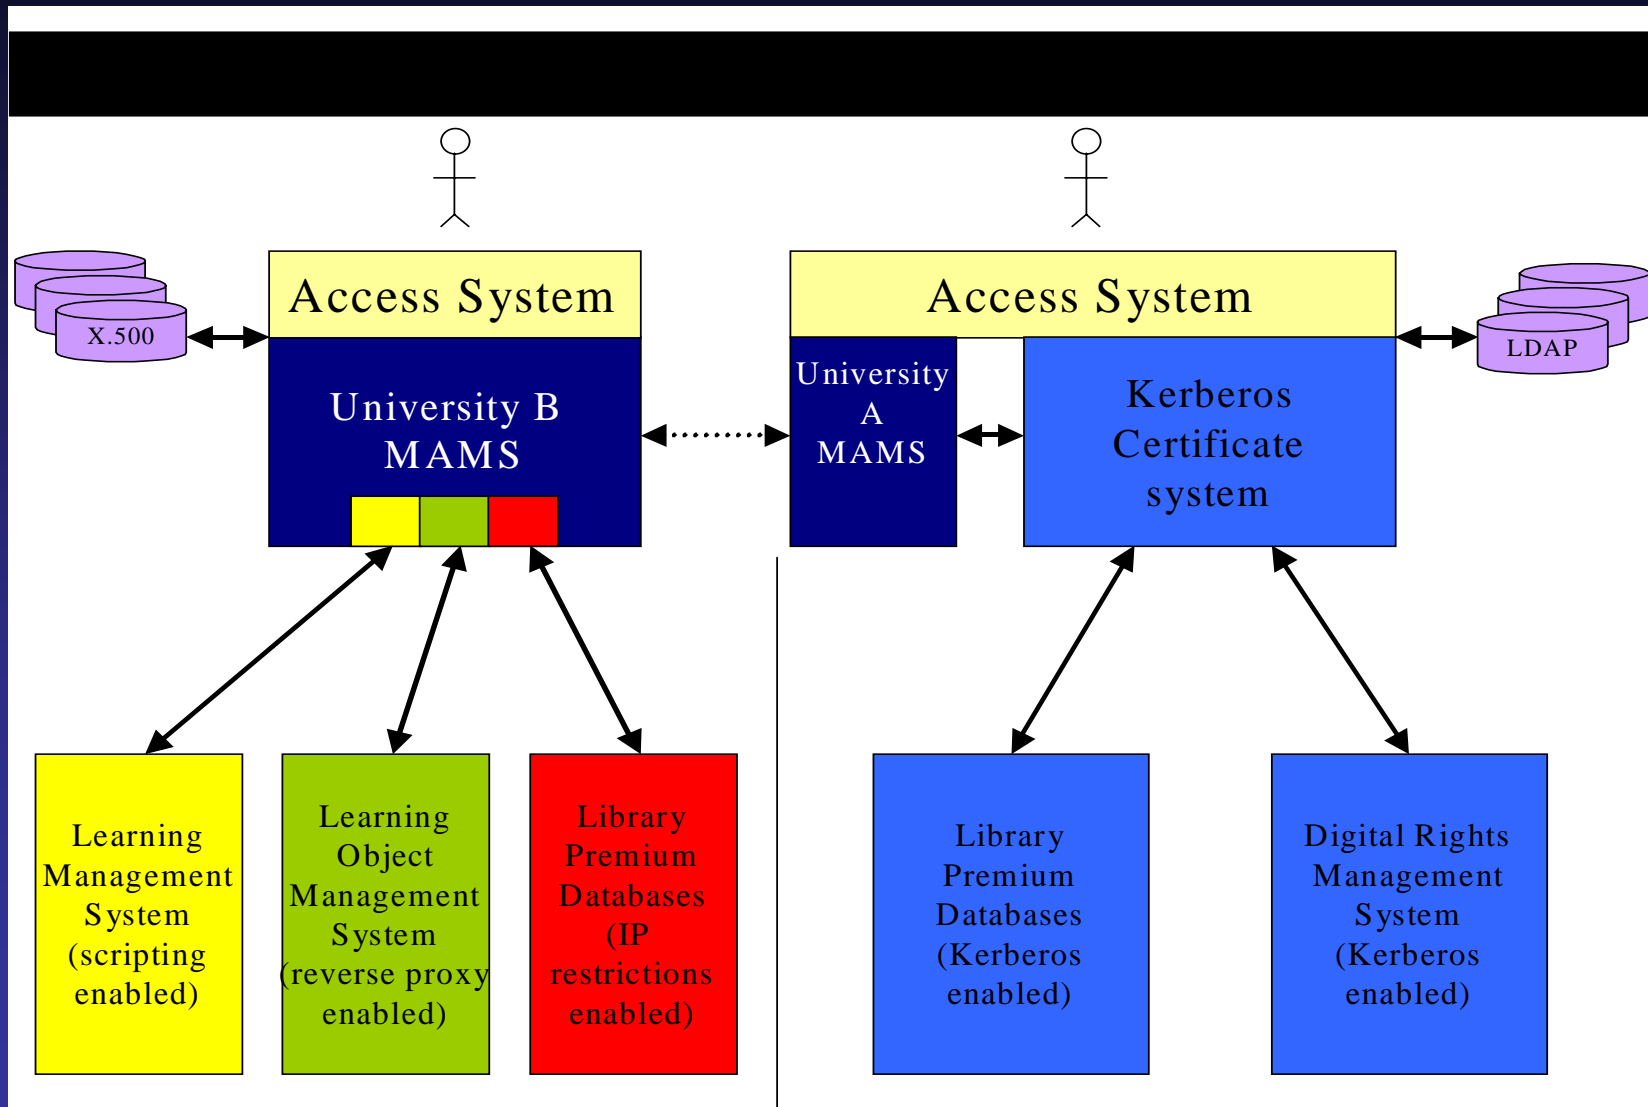 Access System
Access System
X.500
LDAP
University B
MAMS
University
A
MAMS
Kerberos
Certificate
system
Learning
Management
System
(scripting
enabled)
Learning
Object
Management
System
(reverse proxy
enabled)
Library
Premium
Databases
(IP
restrictions
enabled)
Library
Premium
Databases
(Kerberos
enabled)
Digital Rights
Management
System
(Kerberos
enabled)